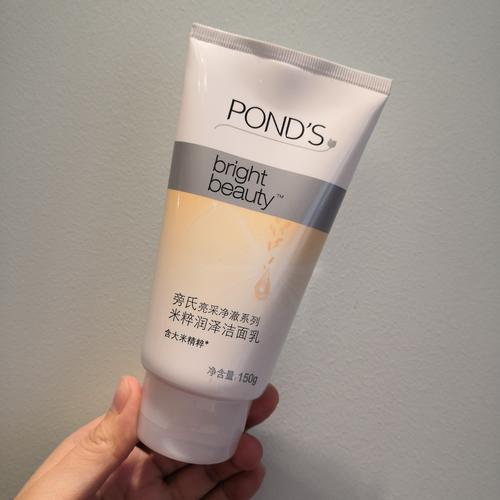 POND'S
bright
beauty™
旁氏亮采净澈系列
米粹润泽洁面乳
含大米精粹*
净含量:150g